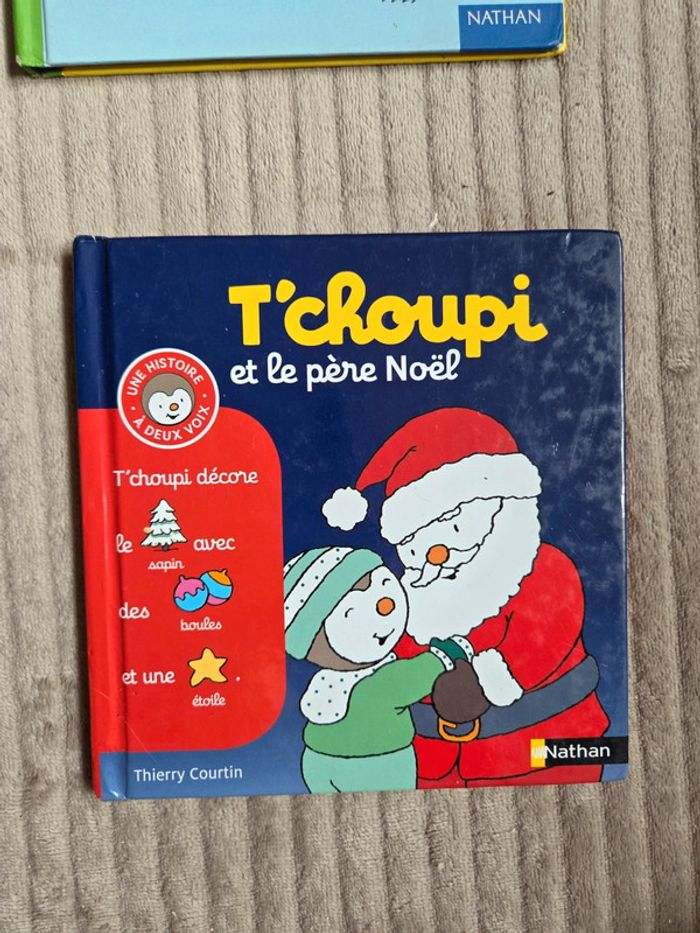 NATHAN
T'choupi
et le père Noël
UNE HISTOIRE
À DEUX VOIX
T'choupi décore
le avec
sapin
des
boules
et une .
étoile
Thierry Courtin
Nathan